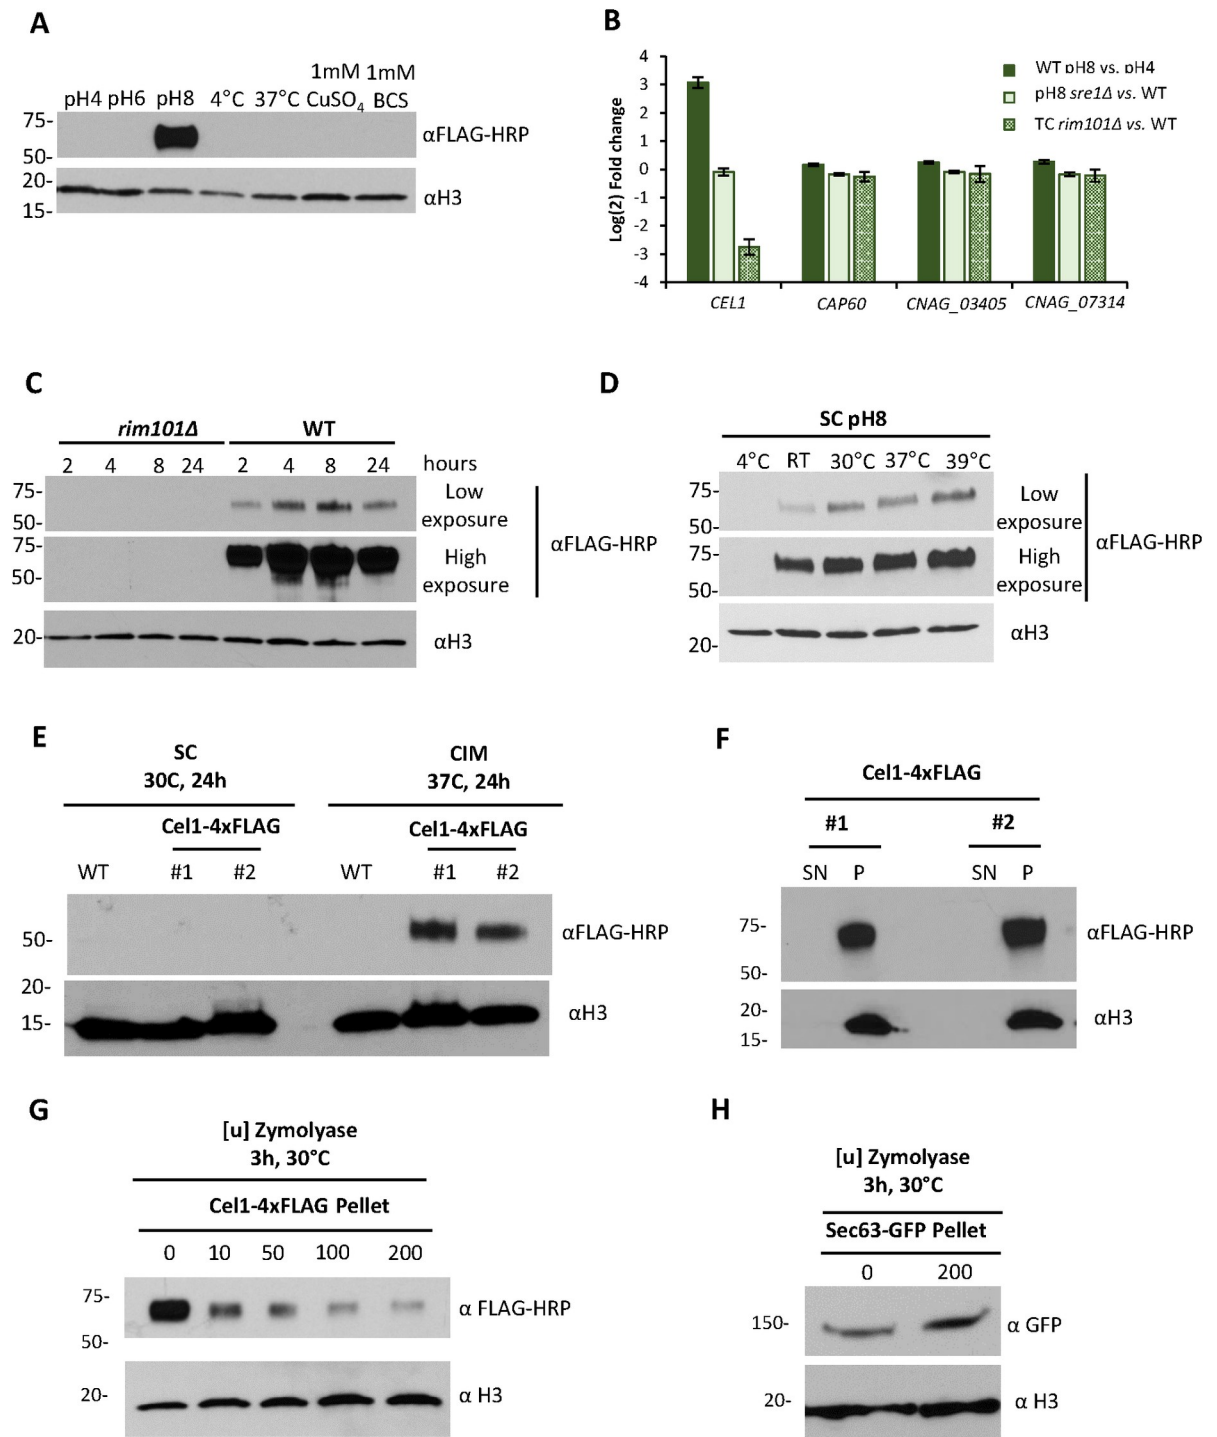 A
pH4 pH6 pH8 4°C 37°C 1mM CuSO4 1mM BCS
75-
50-
αFLAG-HRP
20-
15-
αH3
B
4
3
2
1
0
-1
-2
-3
-4
Log(2) Fold change
WT pH8 vs. pH4
pH8 sre1Δ vs. WT
TC rim101Δ vs. WT
CEL1 CAP60 CNAG_03405 CNAG_07314
C
rim101Δ WT
2 4 8 24 2 4 8 24 hours
75-
50-
Low exposure
75-
50-
High exposure
αFLAG-HRP
20-
αH3
D
SC pH8
4°C RT 30°C 37°C 39°C
75-
50-
Low exposure
75-
50-
High exposure
αFLAG-HRP
20-
αH3
E
SC
30C, 24h
CIM
37C, 24h
Cel1-4xFLAG Cel1-4xFLAG
WT #1 #2 WT #1 #2
50-
αFLAG-HRP
20-
15-
αH3
F
Cel1-4xFLAG
#1 #2
SN P SN P
75-
50-
αFLAG-HRP
20-
15-
αH3
G
[u] Zymolyase
3h, 30°C
Cel1-4xFLAG Pellet
0 10 50 100 200
75-
50-
α FLAG-HRP
20-
α H3
H
[u] Zymolyase
3h, 30°C
Sec63-GFP Pellet
0 200
150-
α GFP
20-
α H3